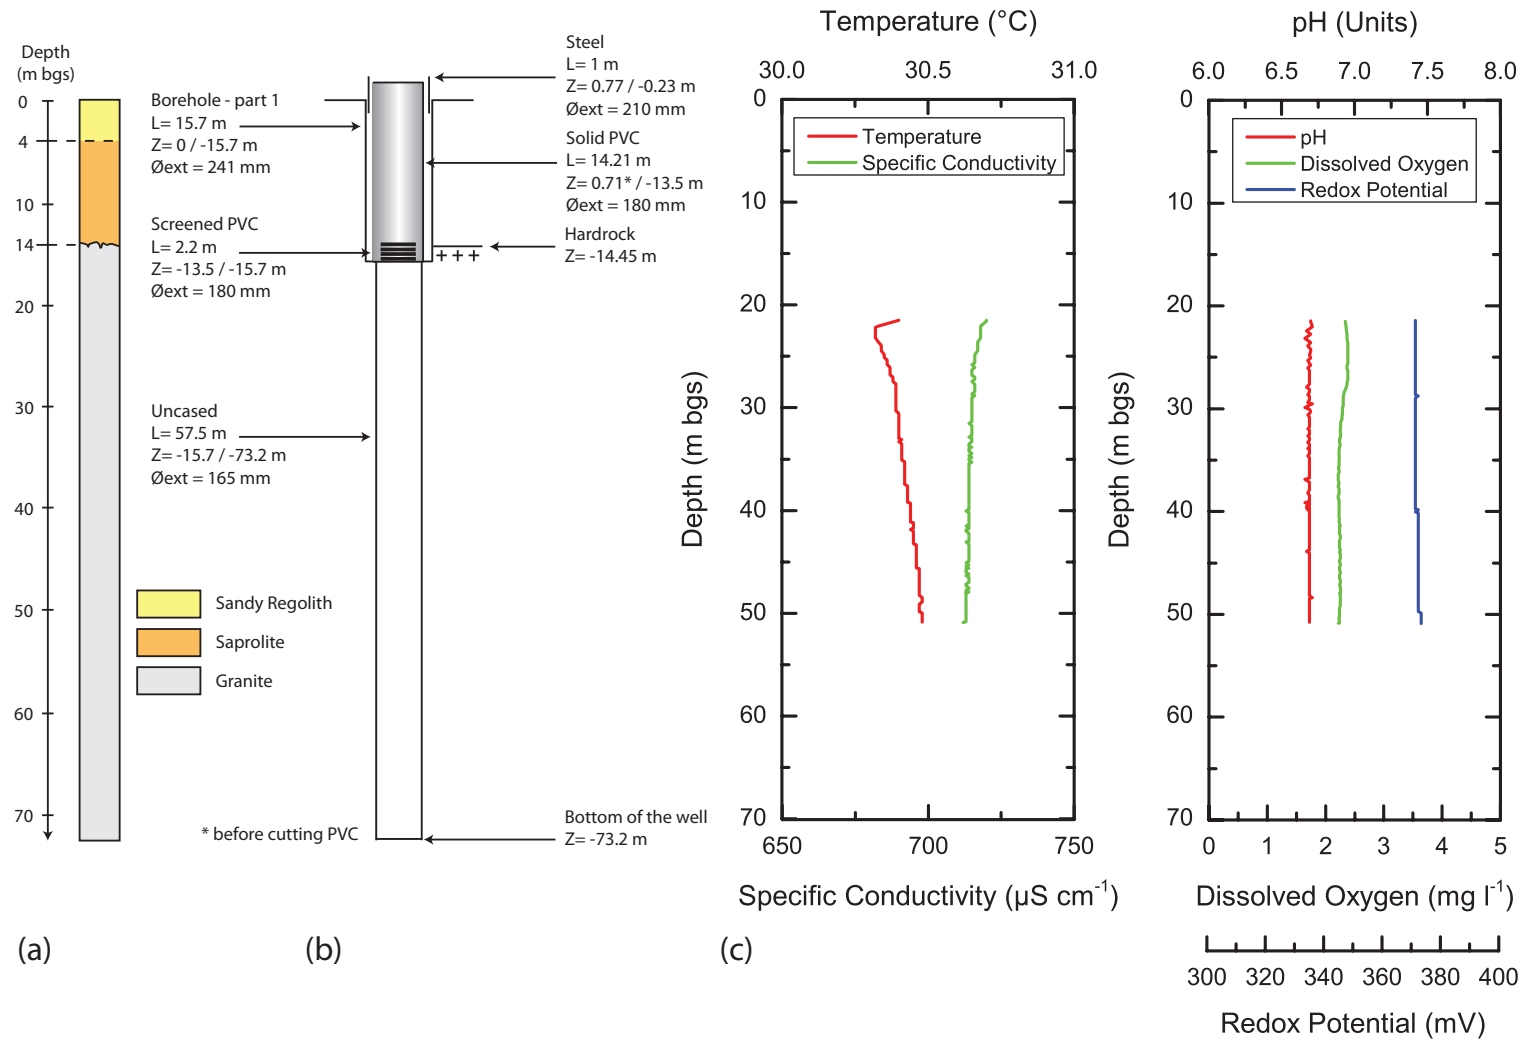 Depth
(m bgs)
0
4
10
14
20
30
40
50
60
70
Sandy Regolith
Saprolite
Granite
(a)
Borehole - part 1
L= 15.7 m
Z= 0 / -15.7 m
Øext = 241 mm
Screened PVC
L= 2.2 m
Z= -13.5 / -15.7 m
Øext = 180 mm
Uncased
L= 57.5 m
Z= -15.7 / -73.2 m
Øext = 165 mm
* before cutting PVC
Steel
L= 1 m
Z= 0.77 / -0.23 m
Øext = 210 mm
Solid PVC
L= 14.21 m
Z= 0.71* / -13.5 m
Øext = 180 mm
Hardrock
Z= -14.45 m
+ + +
Bottom of the well
Z= -73.2 m
(b)
Temperature (°C)
30.0 30.5 31.0
Temperature
Specific Conductivity
Depth (m bgs)
0
10
20
30
40
50
60
70
650 700 750
Specific Conductivity (µS cm-1)
(c)
pH (Units)
6.0 6.5 7.0 7.5 8.0
pH
Dissolved Oxygen
Redox Potential
Depth (m bgs)
0
10
20
30
40
50
60
70
0 1 2 3 4 5
Dissolved Oxygen (mg l-1)
300 320 340 360 380 400
Redox Potential (mV)